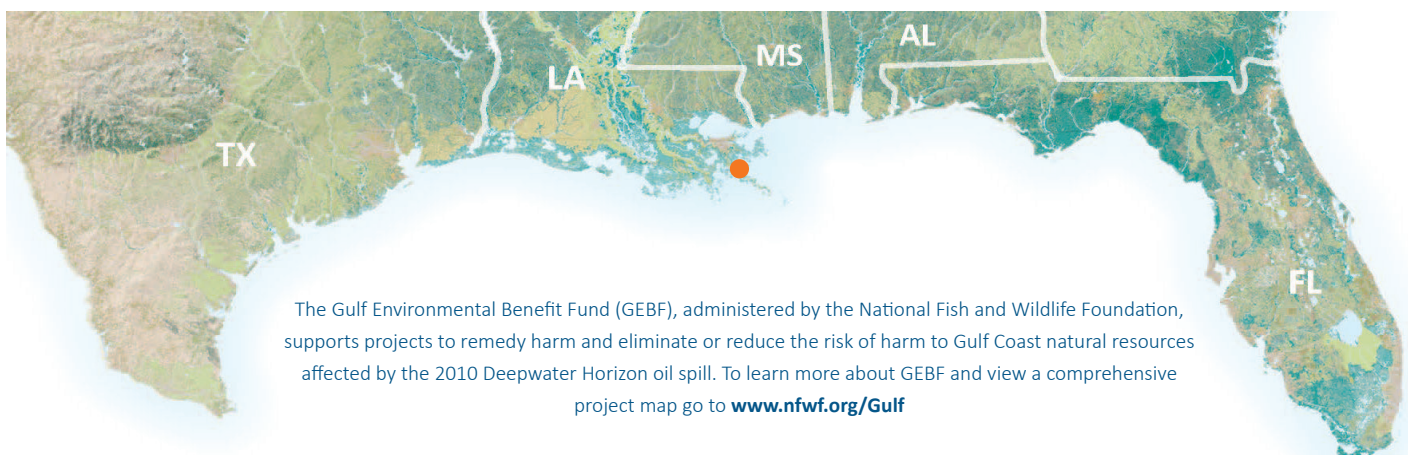 AL
MS
LA
TX
FL
The Gulf Environmental Benefit Fund (GEBF), administered by the National Fish and Wildlife Foundation,
supports projects to remedy harm and eliminate or reduce the risk of harm to Gulf Coast natural resources
affected by the 2010 Deepwater Horizon oil spill. To learn more about GEBF and view a comprehensive
project map go to www.nfwf.org/Gulf